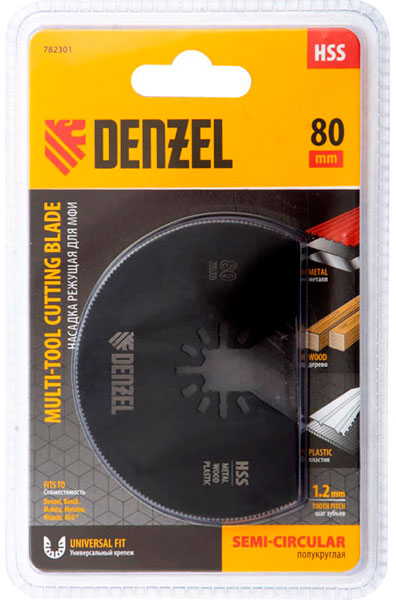 782301
HSS
DENZEL
80
mm
MULTI-TOOL CUTTING BLADE
НАСАДКА РЕЖУЩАЯ ДЛЯ МФИ
80
mm
DENZEL
HSS
METAL
WOOD
PLASTIC
METAL
металл
WOOD
дерево
PLASTIC
пластик
1.2 mm
TOOTH PITCH
шаг зубьев
FITS TO
Совместимость
Denzel, Bosch,
Makita, Metabo,
Hitachi, AEG*
UNIVERSAL FIT
Универсальный крепеж
SEMI-CIRCULAR
полукруглая